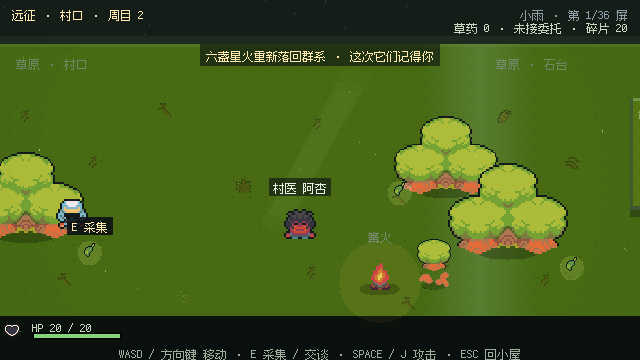 远征 · 村口 · 周目 2
小雨 · 第 1/36 屏
草药 0 · 未接委托 · 碎片 20
六盏星火重新落回群系 · 这次它们记得你
草原 · 村口
草原 · 石台
村医 阿杏
E 采集
篝火
HP 20 / 20
WASD / 方向键 移动 · E 采集 / 交谈 · SPACE / J 攻击 · ESC 回小屋